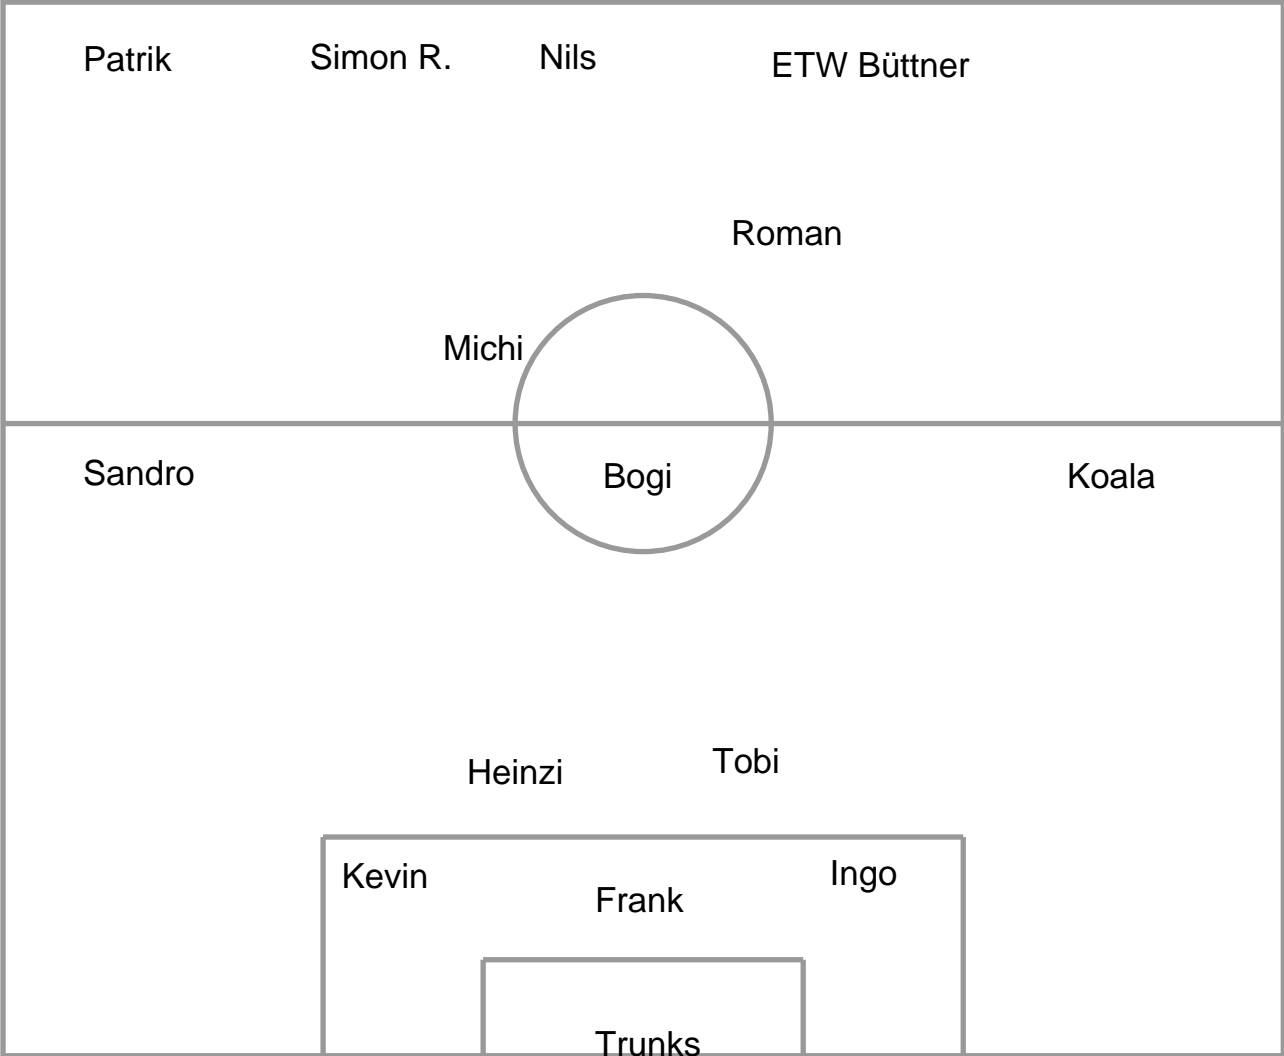 Patrik Simon R. Nils ETW Büttner
Roman
Michi
Sandro Bogi Koala
Heinzi Tobi
Kevin Frank Ingo
Trunks